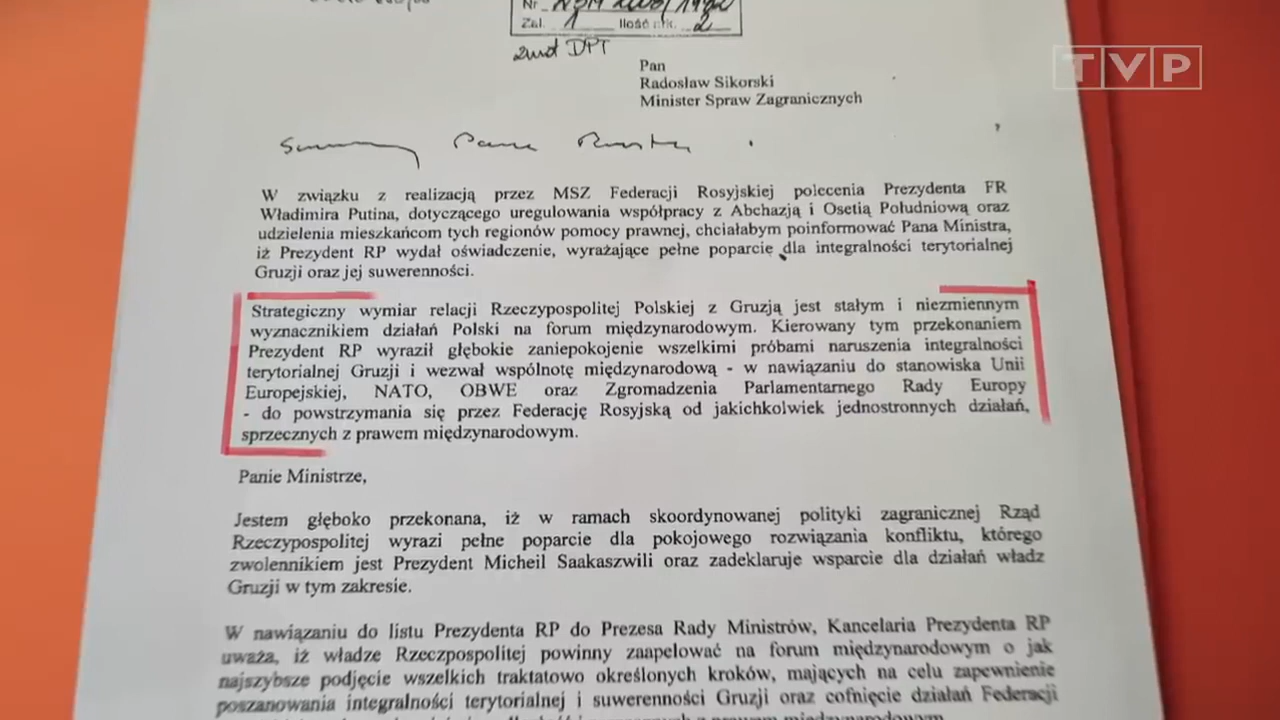 Nr
Zał. 1 Ilość 2
DPT
TVP
Pan
Radosław Sikorski
Minister Spraw Zagranicznych
W związku z realizacją przez MSZ Federacji Rosyjskiej polecenia Prezydenta FR
Władimira Putina, dotyczącego uregulowania współpracy z Abchazją i Osetią Południową oraz
udzielenia mieszkańcom tych regionów pomocy prawnej, chciałabym poinformować Pana Ministra,
iż Prezydent RP wydał oświadczenie, wyrażające pełne poparcie dla integralności terytorialnej
Gruzji oraz jej suwerenności.
Strategiczny wymiar relacji Rzeczypospolitej Polskiej z Gruzją jest stałym i niezmiennym
wyznacznikiem działań Polski na forum międzynarodowym. Kierowany tym przekonaniem
Prezydent RP wyraził głębokie zaniepokojenie wszelkimi próbami naruszenia integralności
terytorialnej Gruzji i wezwał wspólnotę międzynarodową - w nawiązaniu do stanowiska Unii
Europejskiej, NATO, OBWE oraz Zgromadzenia Parlamentarnego Rady Europy
- do powstrzymania się przez Federację Rosyjską od jakichkolwiek jednostronnych działań,
sprzecznych z prawem międzynarodowym.
Panie Ministrze,
Jestem głęboko przekonana, iż w ramach skoordynowanej polityki zagranicznej Rząd
Rzeczypospolitej wyrazi pełne poparcie dla pokojowego rozwiązania konfliktu, którego
zwolennikiem jest Prezydent Micheil Saakaszwili oraz zadeklaruje wsparcie dla działań władz
Gruzji w tym zakresie.
W nawiązaniu do listu Prezydenta RP do Prezesa Rady Ministrów, Kancelaria Prezydenta RP
uważa, iż władze Rzeczpospolitej powinny zaapelować na forum międzynarodowym o jak
najszybsze podjęcie wszelkich traktatowo określonych kroków, mających na celu zapewnienie
poszanowania integralności terytorialnej i suwerenności Gruzji oraz cofnięcie działań Federacji